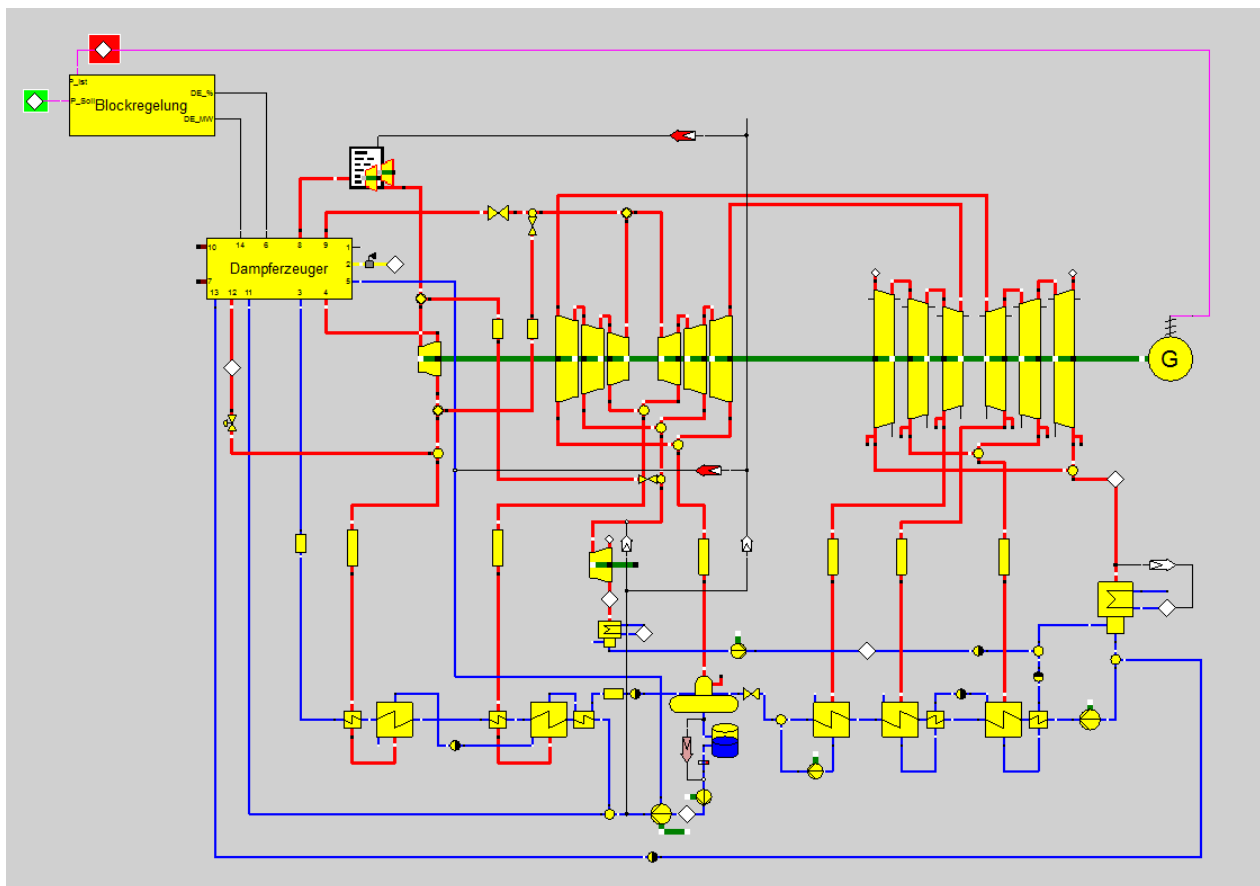 P_Ist
P_Soll
Blockregelung
DE_%
DE_MW
10
14
6
8
9
1
Dampferzeuger
2
7
5
13
12
11
3
4
G